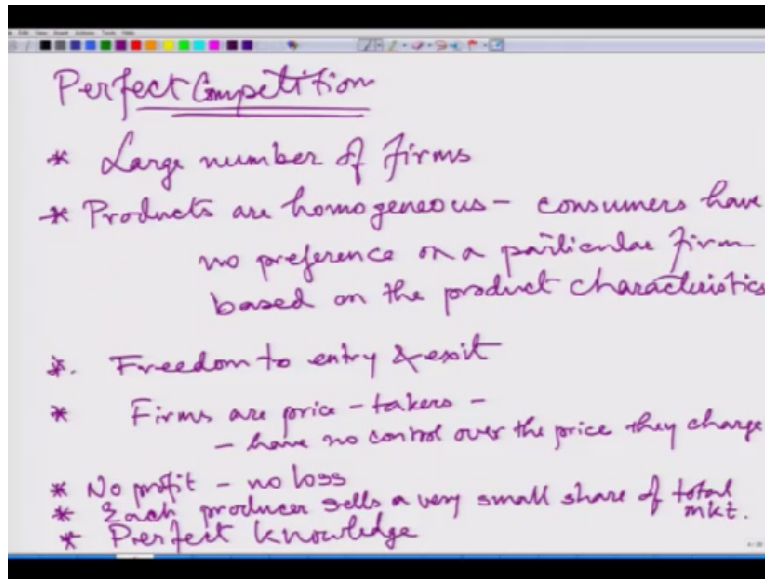 Perfect Competition
* Large number of firms
* Products are homogeneous - consumers have
no preference on a particular firm
based on the product characteristics
*. Freedom to entry & exit
* Firms are price - takers -
- have no control over the price they charge
* No profit - no loss
* Each producer sells a very small share of total
mkt.
* Perfect knowledge